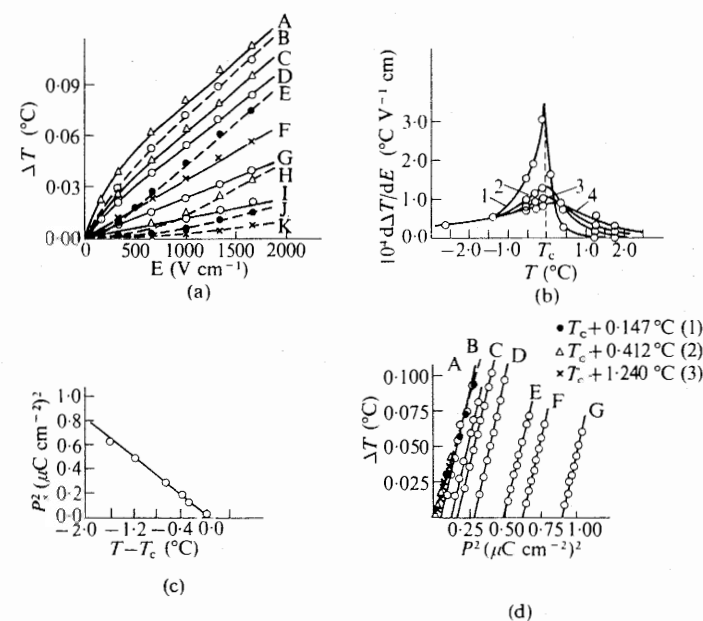 A
B
C
D
E
F
G
H
I
J
K
ΔT (°C)
0·09
0·06
0·03
0·00
0 500 1000 1500 2000
E (V cm⁻¹)
(a)
10⁴ dΔT/dE (°C V⁻¹ cm)
3·0
2·0
1·0
0·0
1 2 3 4
−2·0 −1·0 T_c 1·0 2·0
T (°C)
(b)
P_s² (μC cm⁻²)²
1·0
0·8
0·6
0·4
0·2
0·0
−2·0 −1·2 −0·4 0·0
T−T_c (°C)
(c)
• T_c + 0·147 °C (1)
△ T_c + 0·412 °C (2)
× T_c + 1·240 °C (3)
A B C D E F G
ΔT (°C)
0·100
0·075
0·050
0·025
0·25 0·50 0·75 1·00
P² (μC cm⁻²)²
(d)